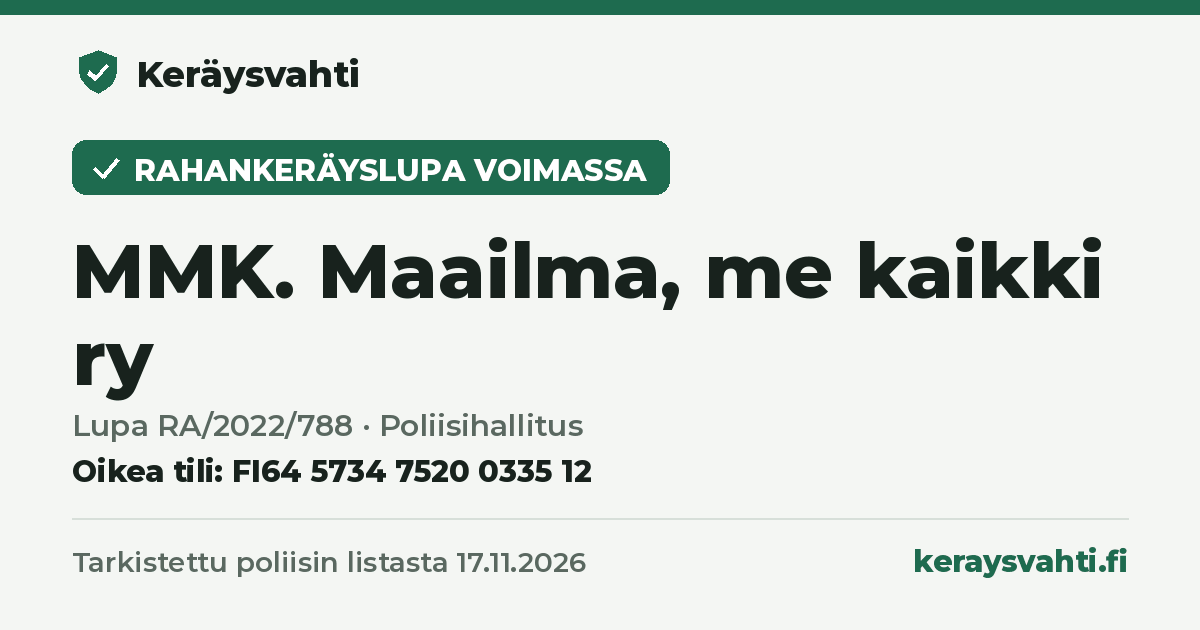 Keräysvahti
RAHANKERÄYSLUPA VOIMASSA
MMK. Maailma, me kaikki
ry
Lupa RA/2022/788 · Poliisihallitus
Oikea tili: FI64 5734 7520 0335 12
Tarkistettu poliisin listasta 17.11.2026
keraysvahti.fi